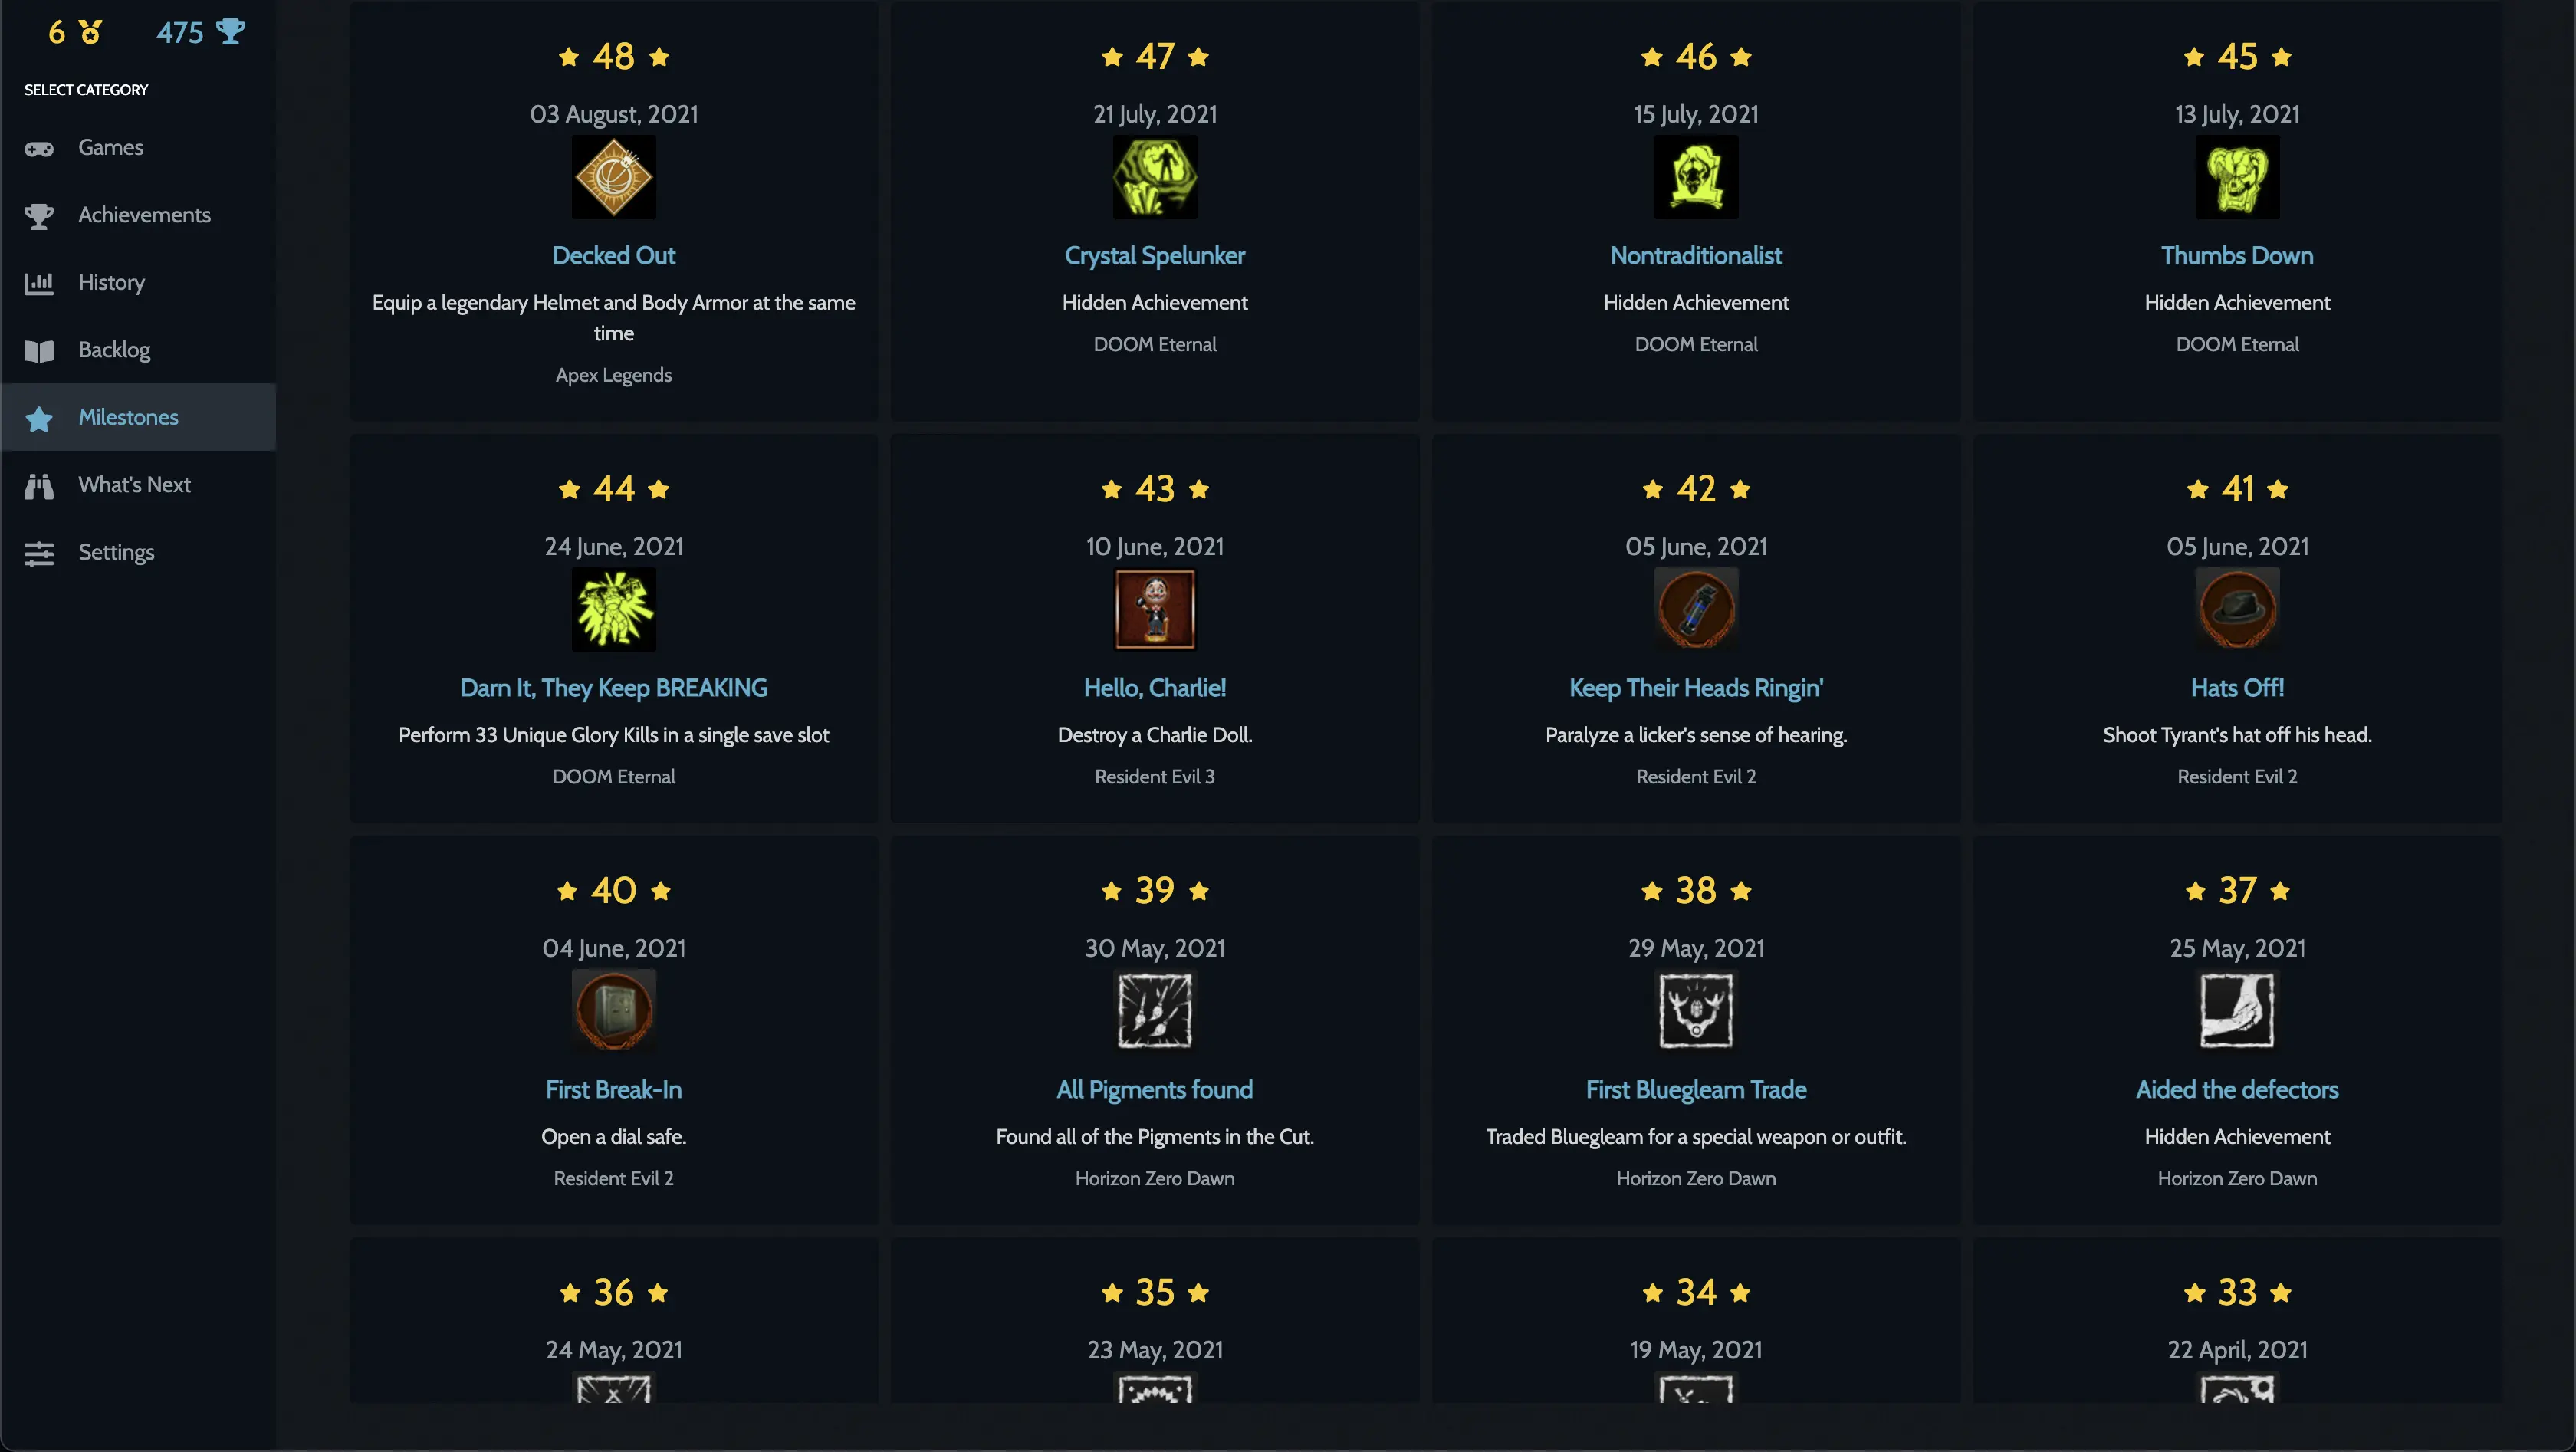 6
475
SELECT CATEGORY
Games
Achievements
History
Backlog
Milestones
What's Next
Settings
48
03 August, 2021
Decked Out
Equip a legendary Helmet and Body Armor at the same
time
Apex Legends
47
21 July, 2021
Crystal Spelunker
Hidden Achievement
DOOM Eternal
46
15 July, 2021
Nontraditionalist
Hidden Achievement
DOOM Eternal
45
13 July, 2021
Thumbs Down
Hidden Achievement
DOOM Eternal
44
24 June, 2021
Darn It, They Keep BREAKING
Perform 33 Unique Glory Kills in a single save slot
DOOM Eternal
43
10 June, 2021
Hello, Charlie!
Destroy a Charlie Doll.
Resident Evil 3
42
05 June, 2021
Keep Their Heads Ringin'
Paralyze a licker's sense of hearing.
Resident Evil 2
41
05 June, 2021
Hats Off!
Shoot Tyrant's hat off his head.
Resident Evil 2
40
04 June, 2021
First Break-In
Open a dial safe.
Resident Evil 2
39
30 May, 2021
All Pigments found
Found all of the Pigments in the Cut.
Horizon Zero Dawn
38
29 May, 2021
First Bluegleam Trade
Traded Bluegleam for a special weapon or outfit.
Horizon Zero Dawn
37
25 May, 2021
Aided the defectors
Hidden Achievement
Horizon Zero Dawn
36
24 May, 2021
35
23 May, 2021
34
19 May, 2021
33
22 April, 2021